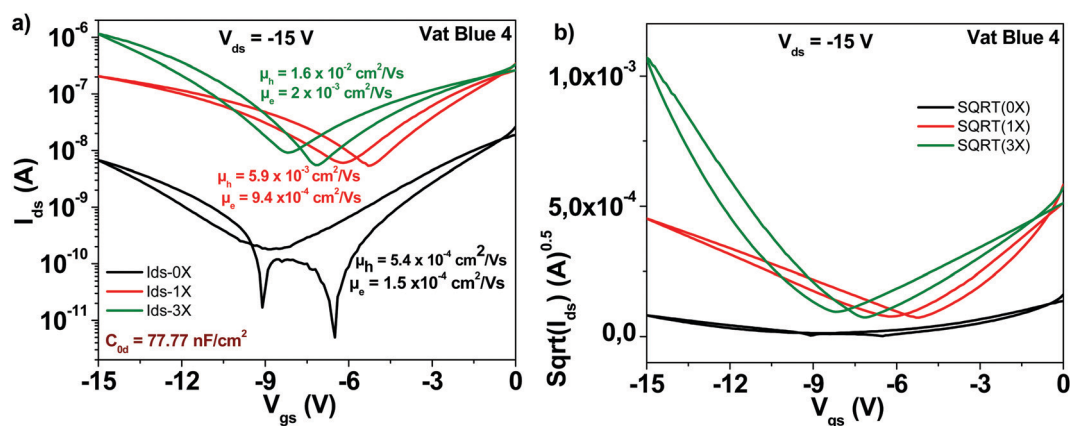 a)
V_ds = -15 V
Vat Blue 4
μ_h = 1.6 x 10^-2 cm^2/Vs
μ_e = 2 x 10^-3 cm^2/Vs
μ_h = 5.9 x 10^-3 cm^2/Vs
μ_e = 9.4 x10^-4 cm^2/Vs
μ_h = 5.4 x 10^-4 cm^2/Vs
μ_e = 1.5x10^-4 cm^2/Vs
Ids-0X
Ids-1X
Ids-3X
C_0d = 77.77 nF/cm^2
I_ds (A)
10^-6
10^-7
10^-8
10^-9
10^-10
10^-11
-15 -12 -9 -6 -3 0
V_gs (V)
b)
V_ds = -15 V
Vat Blue 4
SQRT(0X)
SQRT(1X)
SQRT(3X)
Sqrt(I_ds) (A)^0.5
1,0x10^-3
5,0x10^-4
0,0
-15 -12 -9 -6 -3 0
V_gs (V)